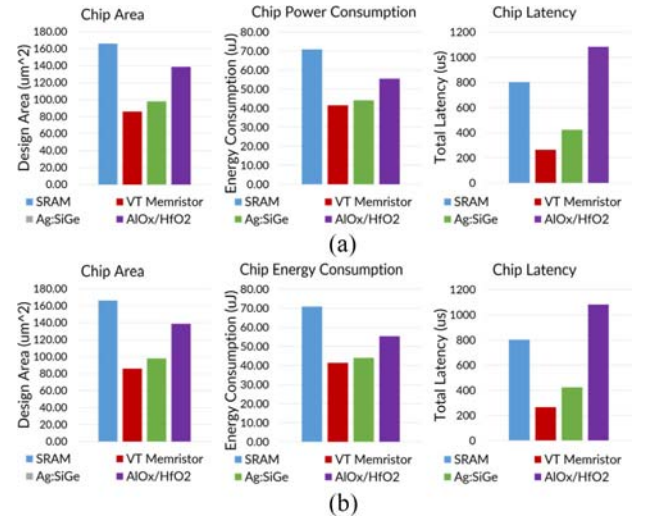 Chip Area
Design Area (um^2)
180.00
160.00
140.00
120.00
100.00
80.00
60.00
40.00
20.00
0.00
SRAM VT Memristor
Ag:SiGe AlOx/HfO2
Chip Power Consumption
Energy Consumption (uJ)
80.00
70.00
60.00
50.00
40.00
30.00
20.00
10.00
0.00
SRAM VT Memristor
Ag:SiGe AlOx/HfO2
Chip Latency
Total Latency (us)
1200
1000
800
600
400
200
0
SRAM VT Memristor
Ag:SiGe AlOx/HfO2
(a)
Chip Area
Design Area (um^2)
180.00
160.00
140.00
120.00
100.00
80.00
60.00
40.00
20.00
0.00
SRAM VT Memristor
Ag:SiGe AlOx/HfO2
Chip Energy Consumption
Energy Consumption (uJ)
80.00
70.00
60.00
50.00
40.00
30.00
20.00
10.00
0.00
SRAM VT Memristor
Ag:SiGe AlOx/HfO2
Chip Latency
Total Latency (us)
1200
1000
800
600
400
200
0
SRAM VT Memristor
Ag:SiGe AlOx/HfO2
(b)